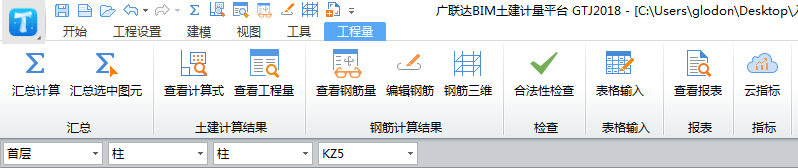 广联达BIM土建计量平台 GTJ2018 - [C:\Users\glodon\Desktop\
开始 工程设置 建模 视图 工具 工程量
汇总计算 汇总选中图元 查看计算式 查看工程量 查看钢筋量 编辑钢筋 钢筋三维 合法性检查 表格输入 查看报表 云指标
汇总 土建计算结果 钢筋计算结果 检查 表格输入 报表 指标
首层 柱 柱 KZ5